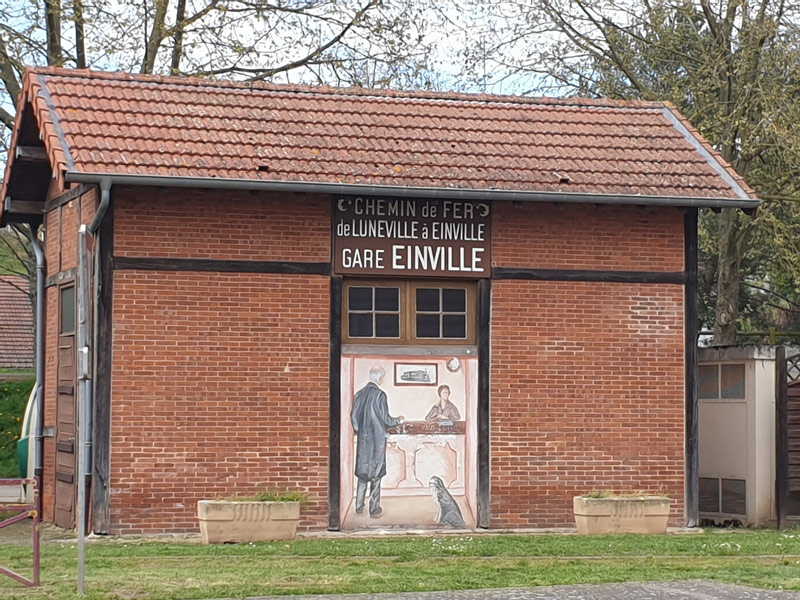 CHEMIN de FER
de LUNEVILLE à EINVILLE
GARE EINVILLE